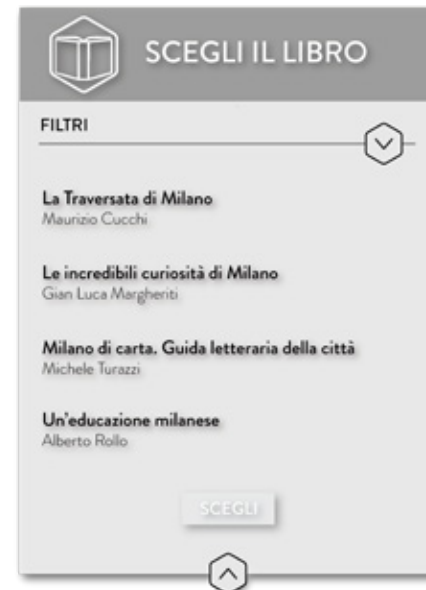 SCEGLI IL LIBRO
FILTRI
La Traversata di Milano
Maurizio Cucchi
Le incredibili curiosità di Milano
Gian Luca Margheriti
Milano di carta. Guida letteraria della città
Michele Turazzi
Un'educazione milanese
Alberto Rollo
SCEGLI